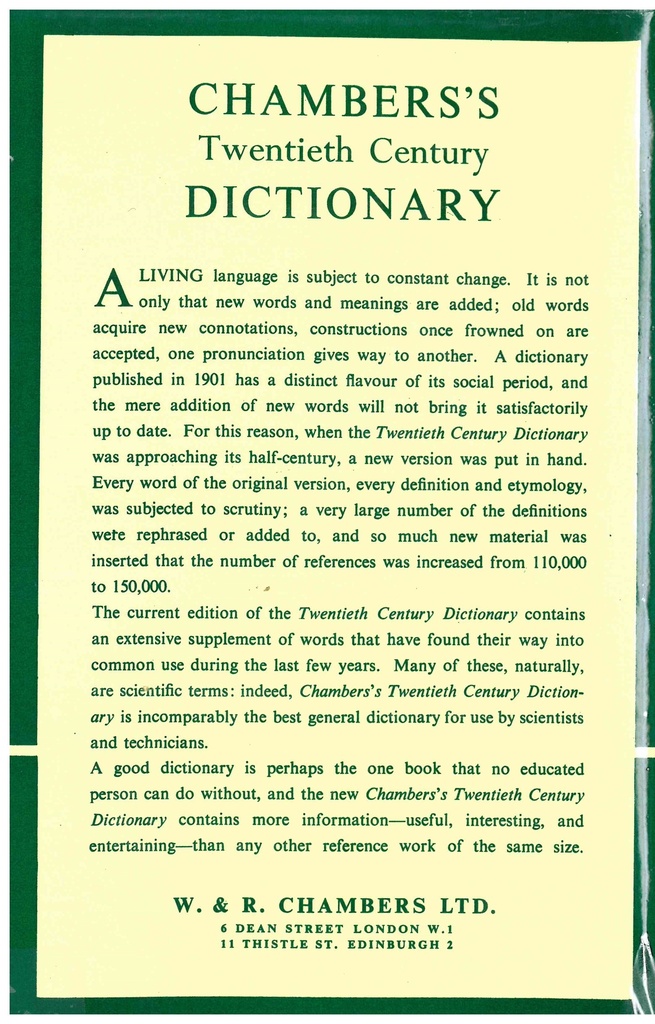 CHAMBERS'S
Twentieth Century
DICTIONARY
A LIVING language is subject to constant change. It is not
only that new words and meanings are added; old words
acquire new connotations, constructions once frowned on are
accepted, one pronunciation gives way to another. A dictionary
published in 1901 has a distinct flavour of its social period, and
the mere addition of new words will not bring it satisfactorily
up to date. For this reason, when the Twentieth Century Dictionary
was approaching its half-century, a new version was put in hand.
Every word of the original version, every definition and etymology,
was subjected to scrutiny; a very large number of the definitions
were rephrased or added to, and so much new material was
inserted that the number of references was increased from 110,000
to 150,000.
The current edition of the Twentieth Century Dictionary contains
an extensive supplement of words that have found their way into
common use during the last few years. Many of these, naturally,
are scientific terms: indeed, Chambers's Twentieth Century Diction-
ary is incomparably the best general dictionary for use by scientists
and technicians.
A good dictionary is perhaps the one book that no educated
person can do without, and the new Chambers's Twentieth Century
Dictionary contains more information—useful, interesting, and
entertaining—than any other reference work of the same size.
W. & R. CHAMBERS LTD.
6 DEAN STREET LONDON W.1
11 THISTLE ST. EDINBURGH 2